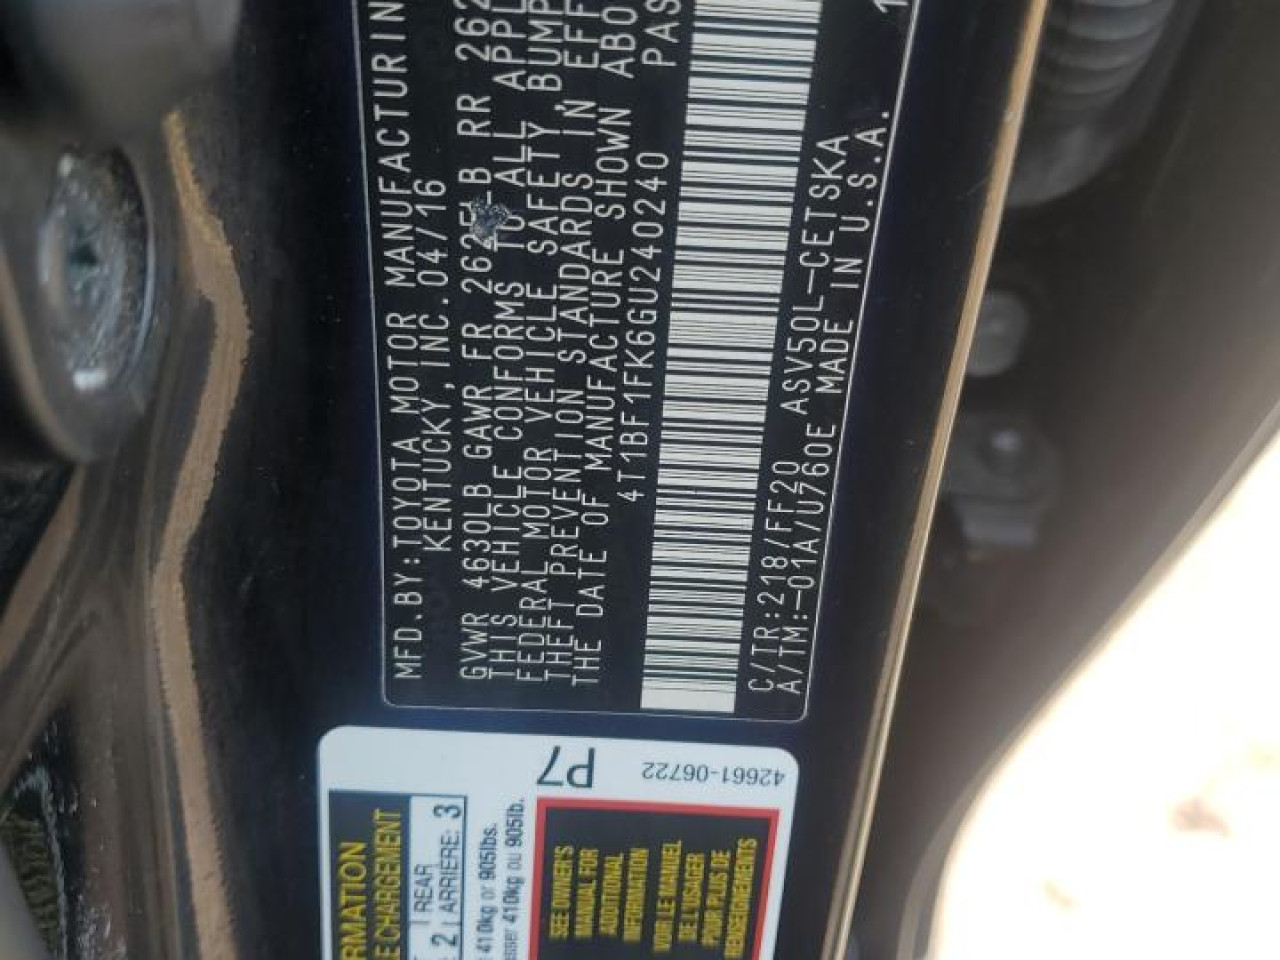 MFD.BY:TOYOTA MOTOR MANUFACTURIN
KENTUCKY,INC.04/16
GVWR 4630LB GAWR FR 2625LB RR 262
THIS VEHICLE CONFORMS TO ALL APPL
FEDERAL MOTOR VEHICLE SAFETY,BUMP
THEFT PREVENTION STANDARDS IN EFF
THE DATE OF MANUFACTURE SHOWN ABO
4T1BF1FK6GU240240 PAS
C/TR:218/FF20 ASV50L-CETSKA
A/TM:-01A/U760E MADE IN U.S.A.
P7
42661-06722
RMATION
E CHARGEMENT
2 | REAR
ARRIÈRE: 3
410kg or 905lbs.
asser 410kg ou 905lb.
SEE OWNER'S
MANUAL FOR
ADDITIONAL
INFORMATION
VOIR LE MANUEL
DE L'USAGER
POUR PLUS DE
RENSEIGNEMENTS